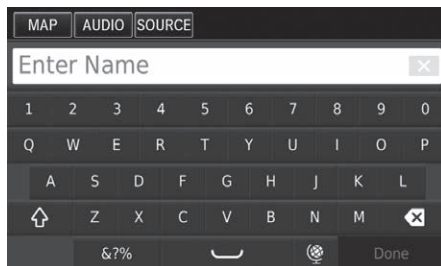 MAP AUDIO SOURCE
Enter Name
1 2 3 4 5 6 7 8 9 0
Q W E R T Y U I O P
A S D F G H J K L
Z X C V B N M
&?% Done